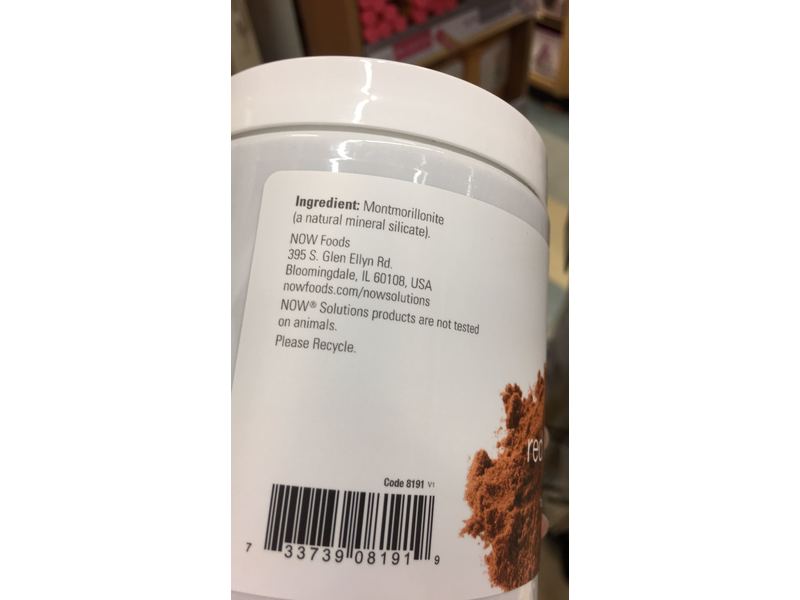 Ingredient: Montmorillonite
(a natural mineral silicate).
NOW Foods
395 S. Glen Ellyn Rd.
Bloomingdale, IL 60108, USA
nowfoods.com/nowsolutions
NOW® Solutions products are not tested
on animals.
Please Recycle.
red
Code 8191 V1
7 33739 08191 9